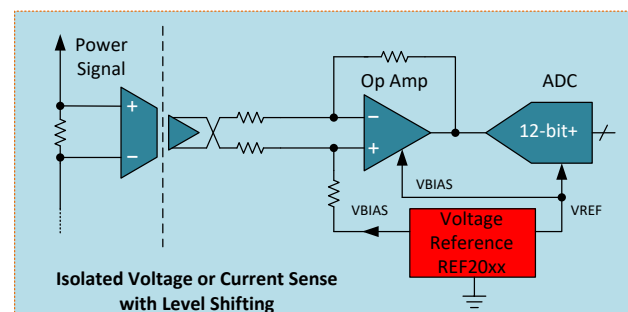 Power
Signal
+
−
Op Amp
−
+
ADC
12-bit+
VBIAS
VBIAS
VREF
Voltage
Reference
REF20xx
Isolated Voltage or Current Sense
with Level Shifting